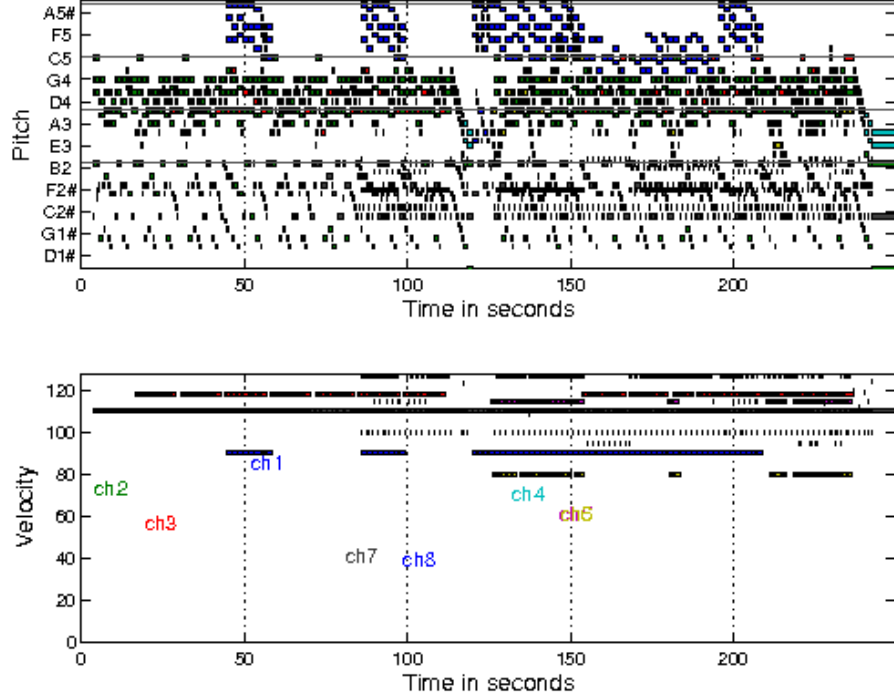 A5#
F5
C5
G4
D4
A3
E3
B2
F2#
C2#
G1#
D1#
Pitch
0
50
100
150
200
Time in seconds
120
100
80
60
40
20
0
Velocity
ch1
ch2
ch3
ch4
ch7
ch8
0
50
100
150
200
Time in seconds